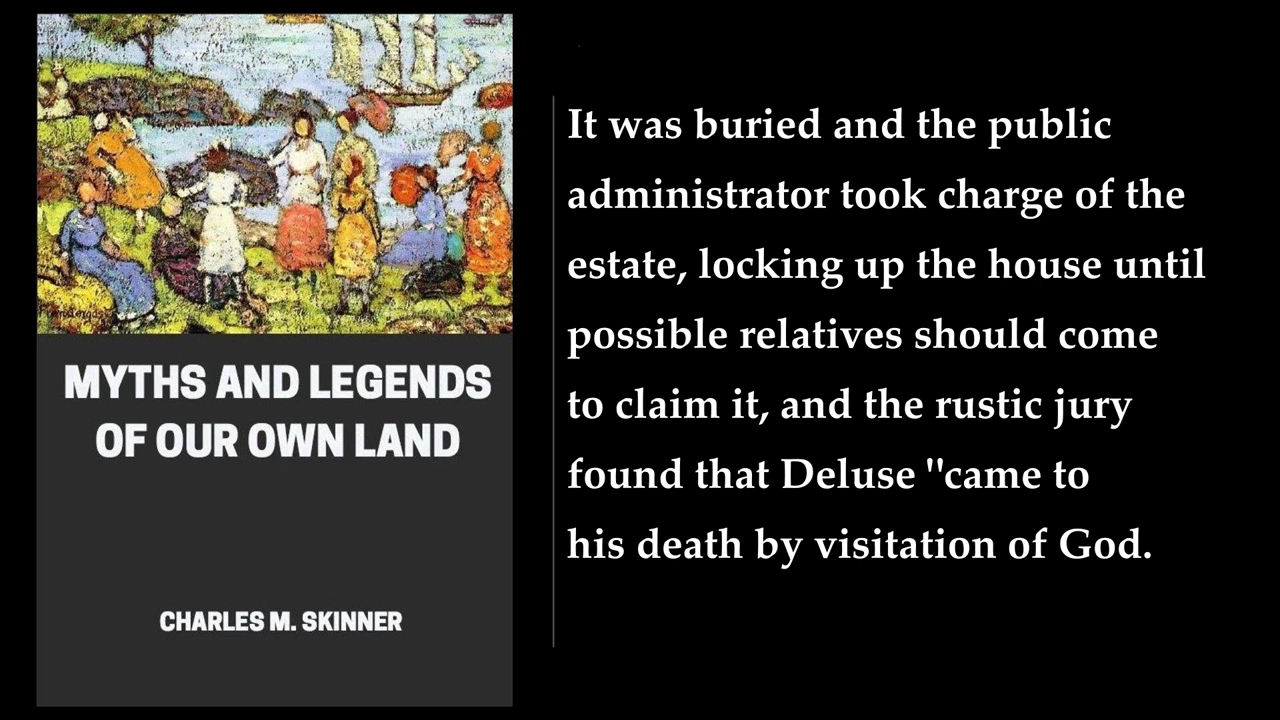 MYTHS AND LEGENDS
OF OUR OWN LAND
CHARLES M. SKINNER
It was buried and the public
administrator took charge of the
estate, locking up the house until
possible relatives should come
to claim it, and the rustic jury
found that Deluse "came to
his death by visitation of God.